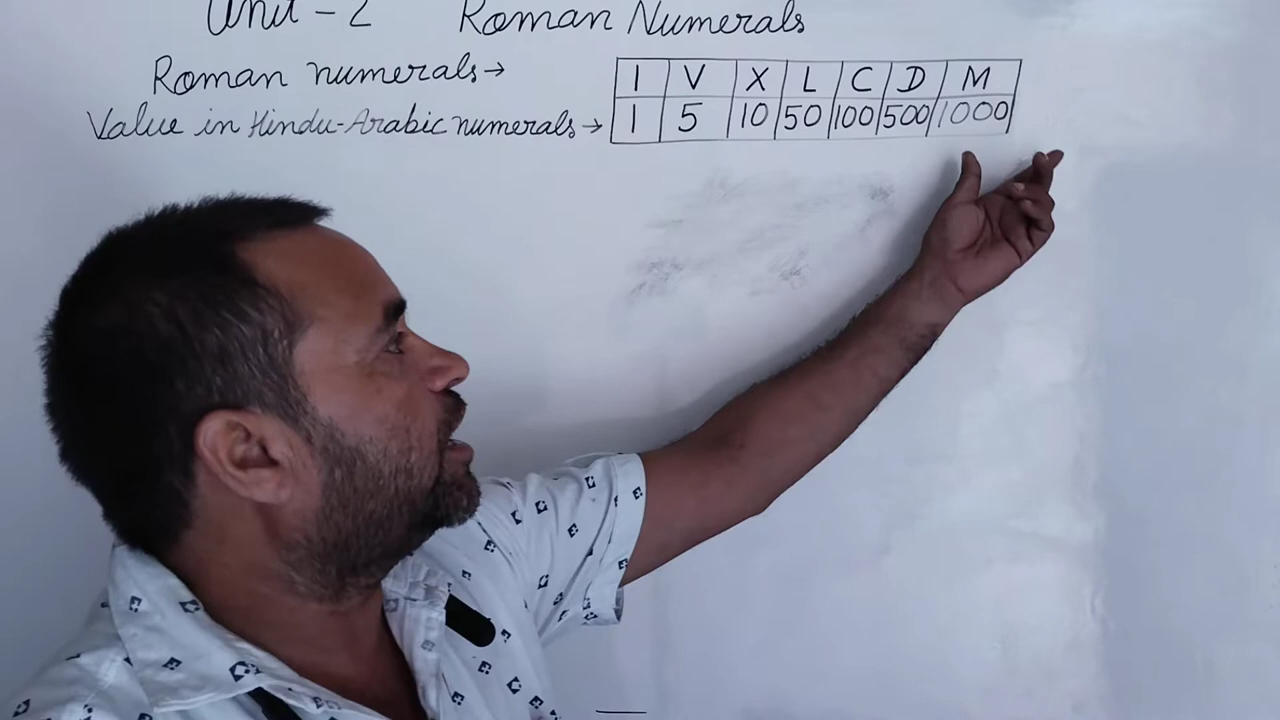 Unit - 2 Roman Numerals
Roman numerals → I V X L C D M
Value in Hindu-Arabic numerals → 1 5 10 50 100 500 1000